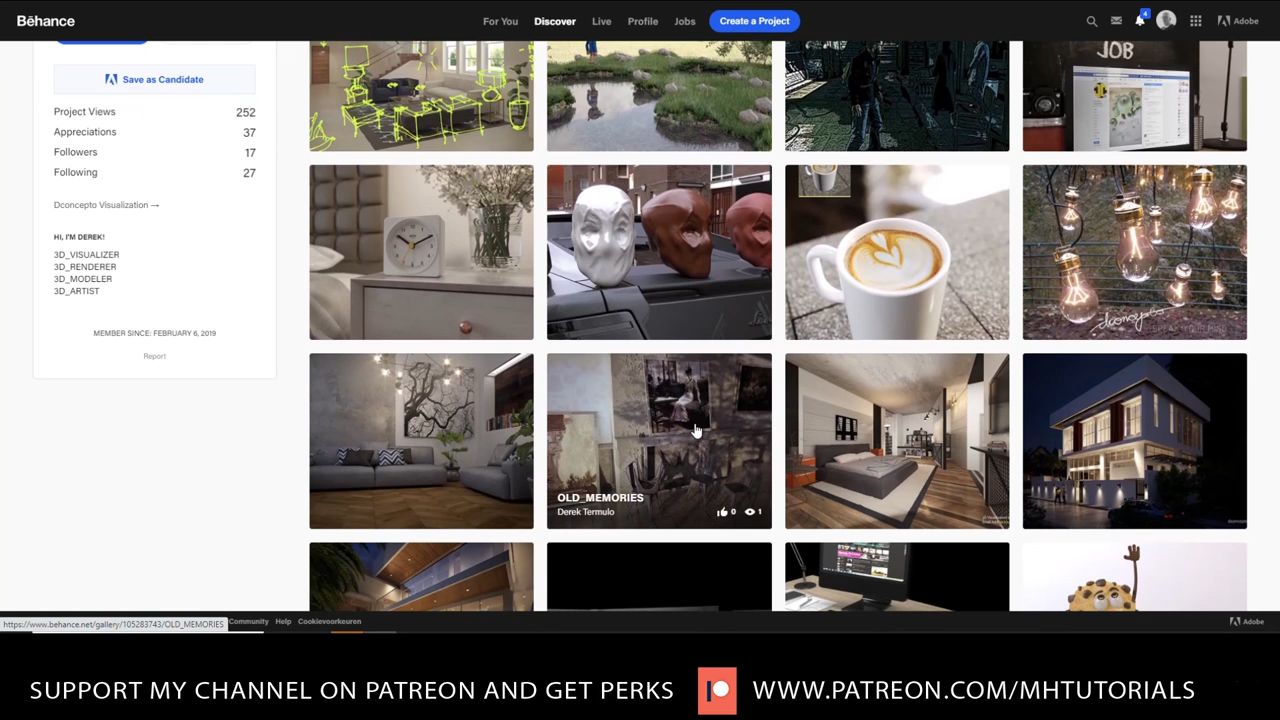 Bēhance
For You
Discover
Live
Profile
Jobs
Create a Project
4
Adobe
Save as Candidate
Project Views 252
Appreciations 37
Followers 17
Following 27
Dconcepto Visualization →
HI, I'M DEREK!
3D_VISUALIZER
3D_RENDERER
3D_MODELER
3D_ARTIST
MEMBER SINCE: FEBRUARY 6, 2019
Report
JOB
dconcepto
OLD_MEMORIES
Derek Termulo
0 1
https://www.behance.net/gallery/105283743/OLD_MEMORIES
Community
Help
Cookievoorkeuren
Adobe
SUPPORT MY CHANNEL ON PATREON AND GET PERKS
WWW.PATREON.COM/MHTUTORIALS